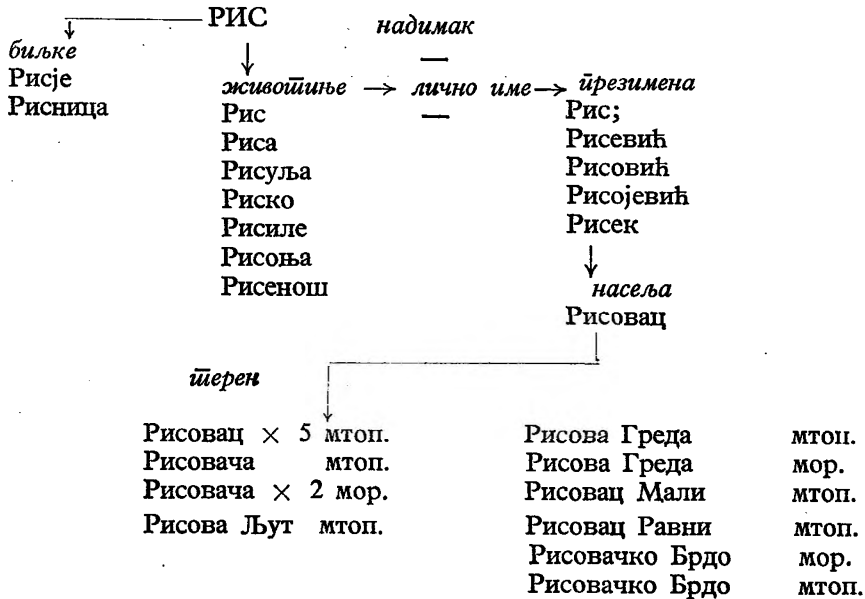 РИС
надимак
—
биљке
Рисје
Рисница
животиње → лично име → презимена
—
Рис
Риса
Рисуља
Риско
Рисиле
Рисоња
Рисенош
Рис;
Рисевић
Рисовић
Рисојевић
Рисек
насеља
Рисовац
терен
Рисовац × 5 мтоп.
Рисовача мтоп.
Рисовача × 2 мор.
Рисова Љут мтоп.
Рисова Греда мтоп.
Рисова Греда мор.
Рисовац Мали мтоп.
Рисовац Равни мтоп.
Рисовачко Брдо мор.
Рисовачко Брдо мтоп.